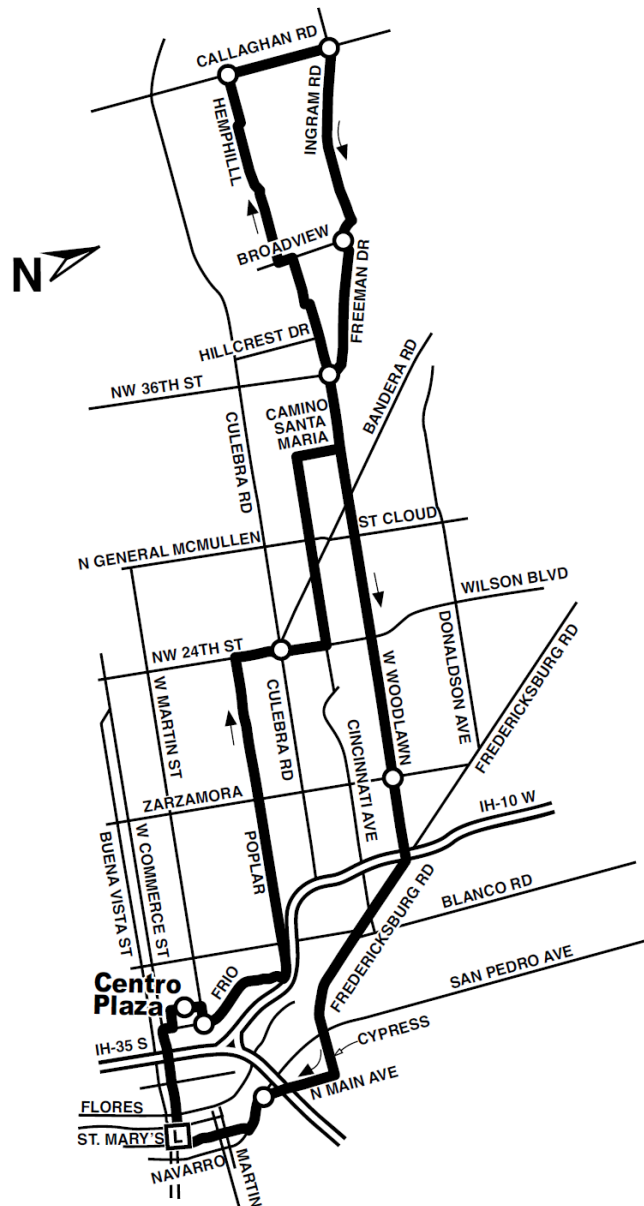 CALLAGHAN RD
HEMPHILLL
INGRAM RD
BROADVIEW
N
FREEMAN DR
HILLCREST DR
BANDERA RD
NW 36TH ST
CULEBRA RD
CAMINO
SANTA
MARIA
ST CLOUD
N GENERAL MCMULLEN
WILSON BLVD
NW 24TH ST
W MARTIN ST
CULEBRA RD
CINCINNATI AVE
W WOODLAWN
DONALDSON AVE
FREDERICKSBURG RD
ZARZAMORA
IH-10 W
BUENA VISTA ST
W COMMERCE ST
POPLAR
BLANCO RD
FREDERICKSBURG RD
SAN PEDRO AVE
Centro
Plaza
FRIO
CYPRESS
IH-35 S
N MAIN AVE
FLORES
ST. MARY'S
L
NAVARRO
MARTIN